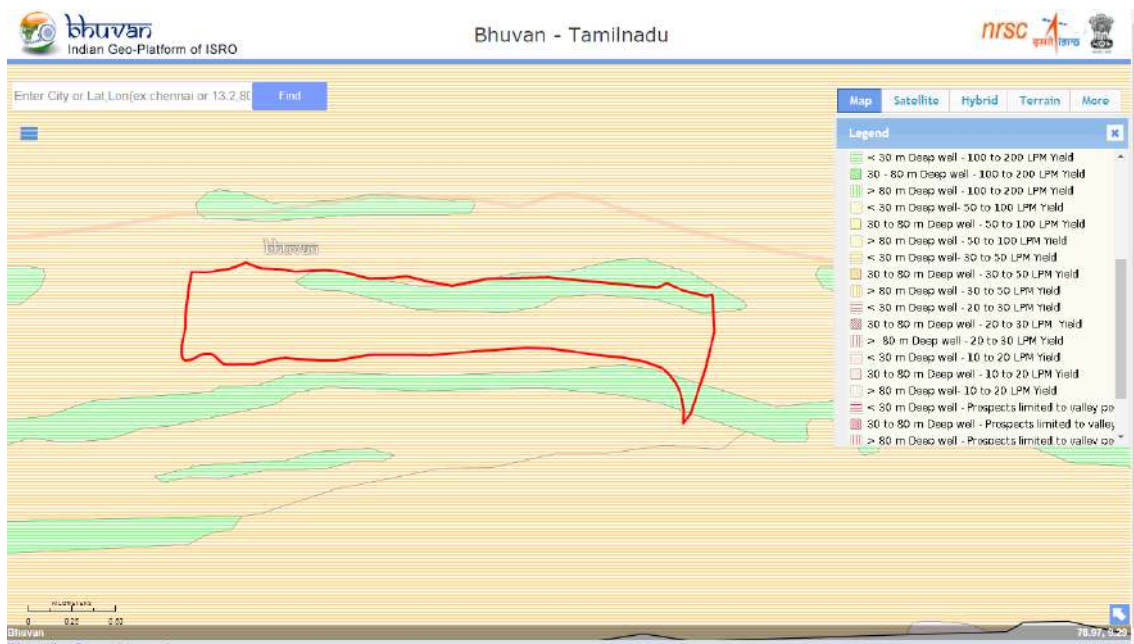 bhuvan
Indian Geo-Platform of ISRO
Bhuvan - Tamilnadu
nrsc
इसरो isro
Enter City or Lat,Lon(ex:chennai or 13.2,80
Find
Map Satellite Hybrid Terrain More
Legend
< 30 m Deep well - 100 to 200 LPM Yield
30 - 80 m Deep well - 100 to 200 LPM Yield
> 80 m Deep well - 100 to 200 LPM Yield
< 30 m Deep well- 50 to 100 LPM Yield
30 to 80 m Deep well - 50 to 100 LPM Yield
> 80 m Deep well - 50 to 100 LPM Yield
< 30 m Deep well- 30 to 50 LPM Yield
30 to 80 m Deep well - 30 to 50 LPM Yield
> 80 m Deep well - 30 to 50 LPM Yield
< 30 m Deep well - 20 to 30 LPM Yield
30 to 80 m Deep well - 20 to 30 LPM Yield
> 80 m Deep well - 20 to 30 LPM Yield
< 30 m Deep well - 10 to 20 LPM Yield
30 to 80 m Deep well - 10 to 20 LPM Yield
> 80 m Deep well- 10 to 20 LPM Yield
< 30 m Deep well - Prospects limited to valley po
30 to 80 m Deep well - Prospects limited to valley
> 80 m Deep well - Prospects limited to valley po
bhuvan
KILOMETERS
0 0.25 0.50
Bhuvan
78.97, 9.29